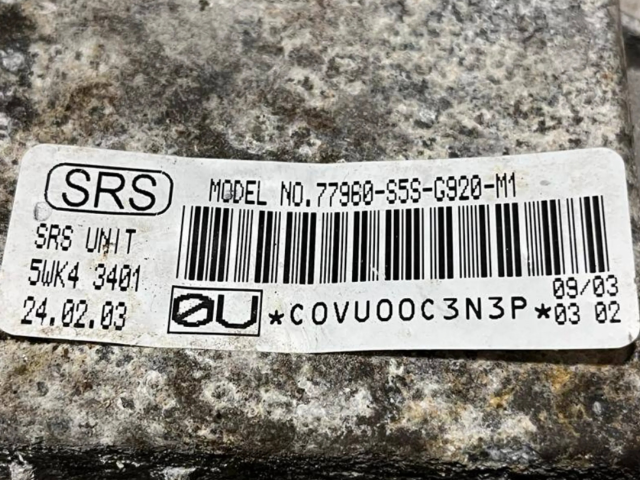 SRS
MODEL NO.77960-S5S-G920-M1
SRS UNIT
5WK4 3401
24.02.03
0U
*C0VU00C3N3P*
09/03
03 02